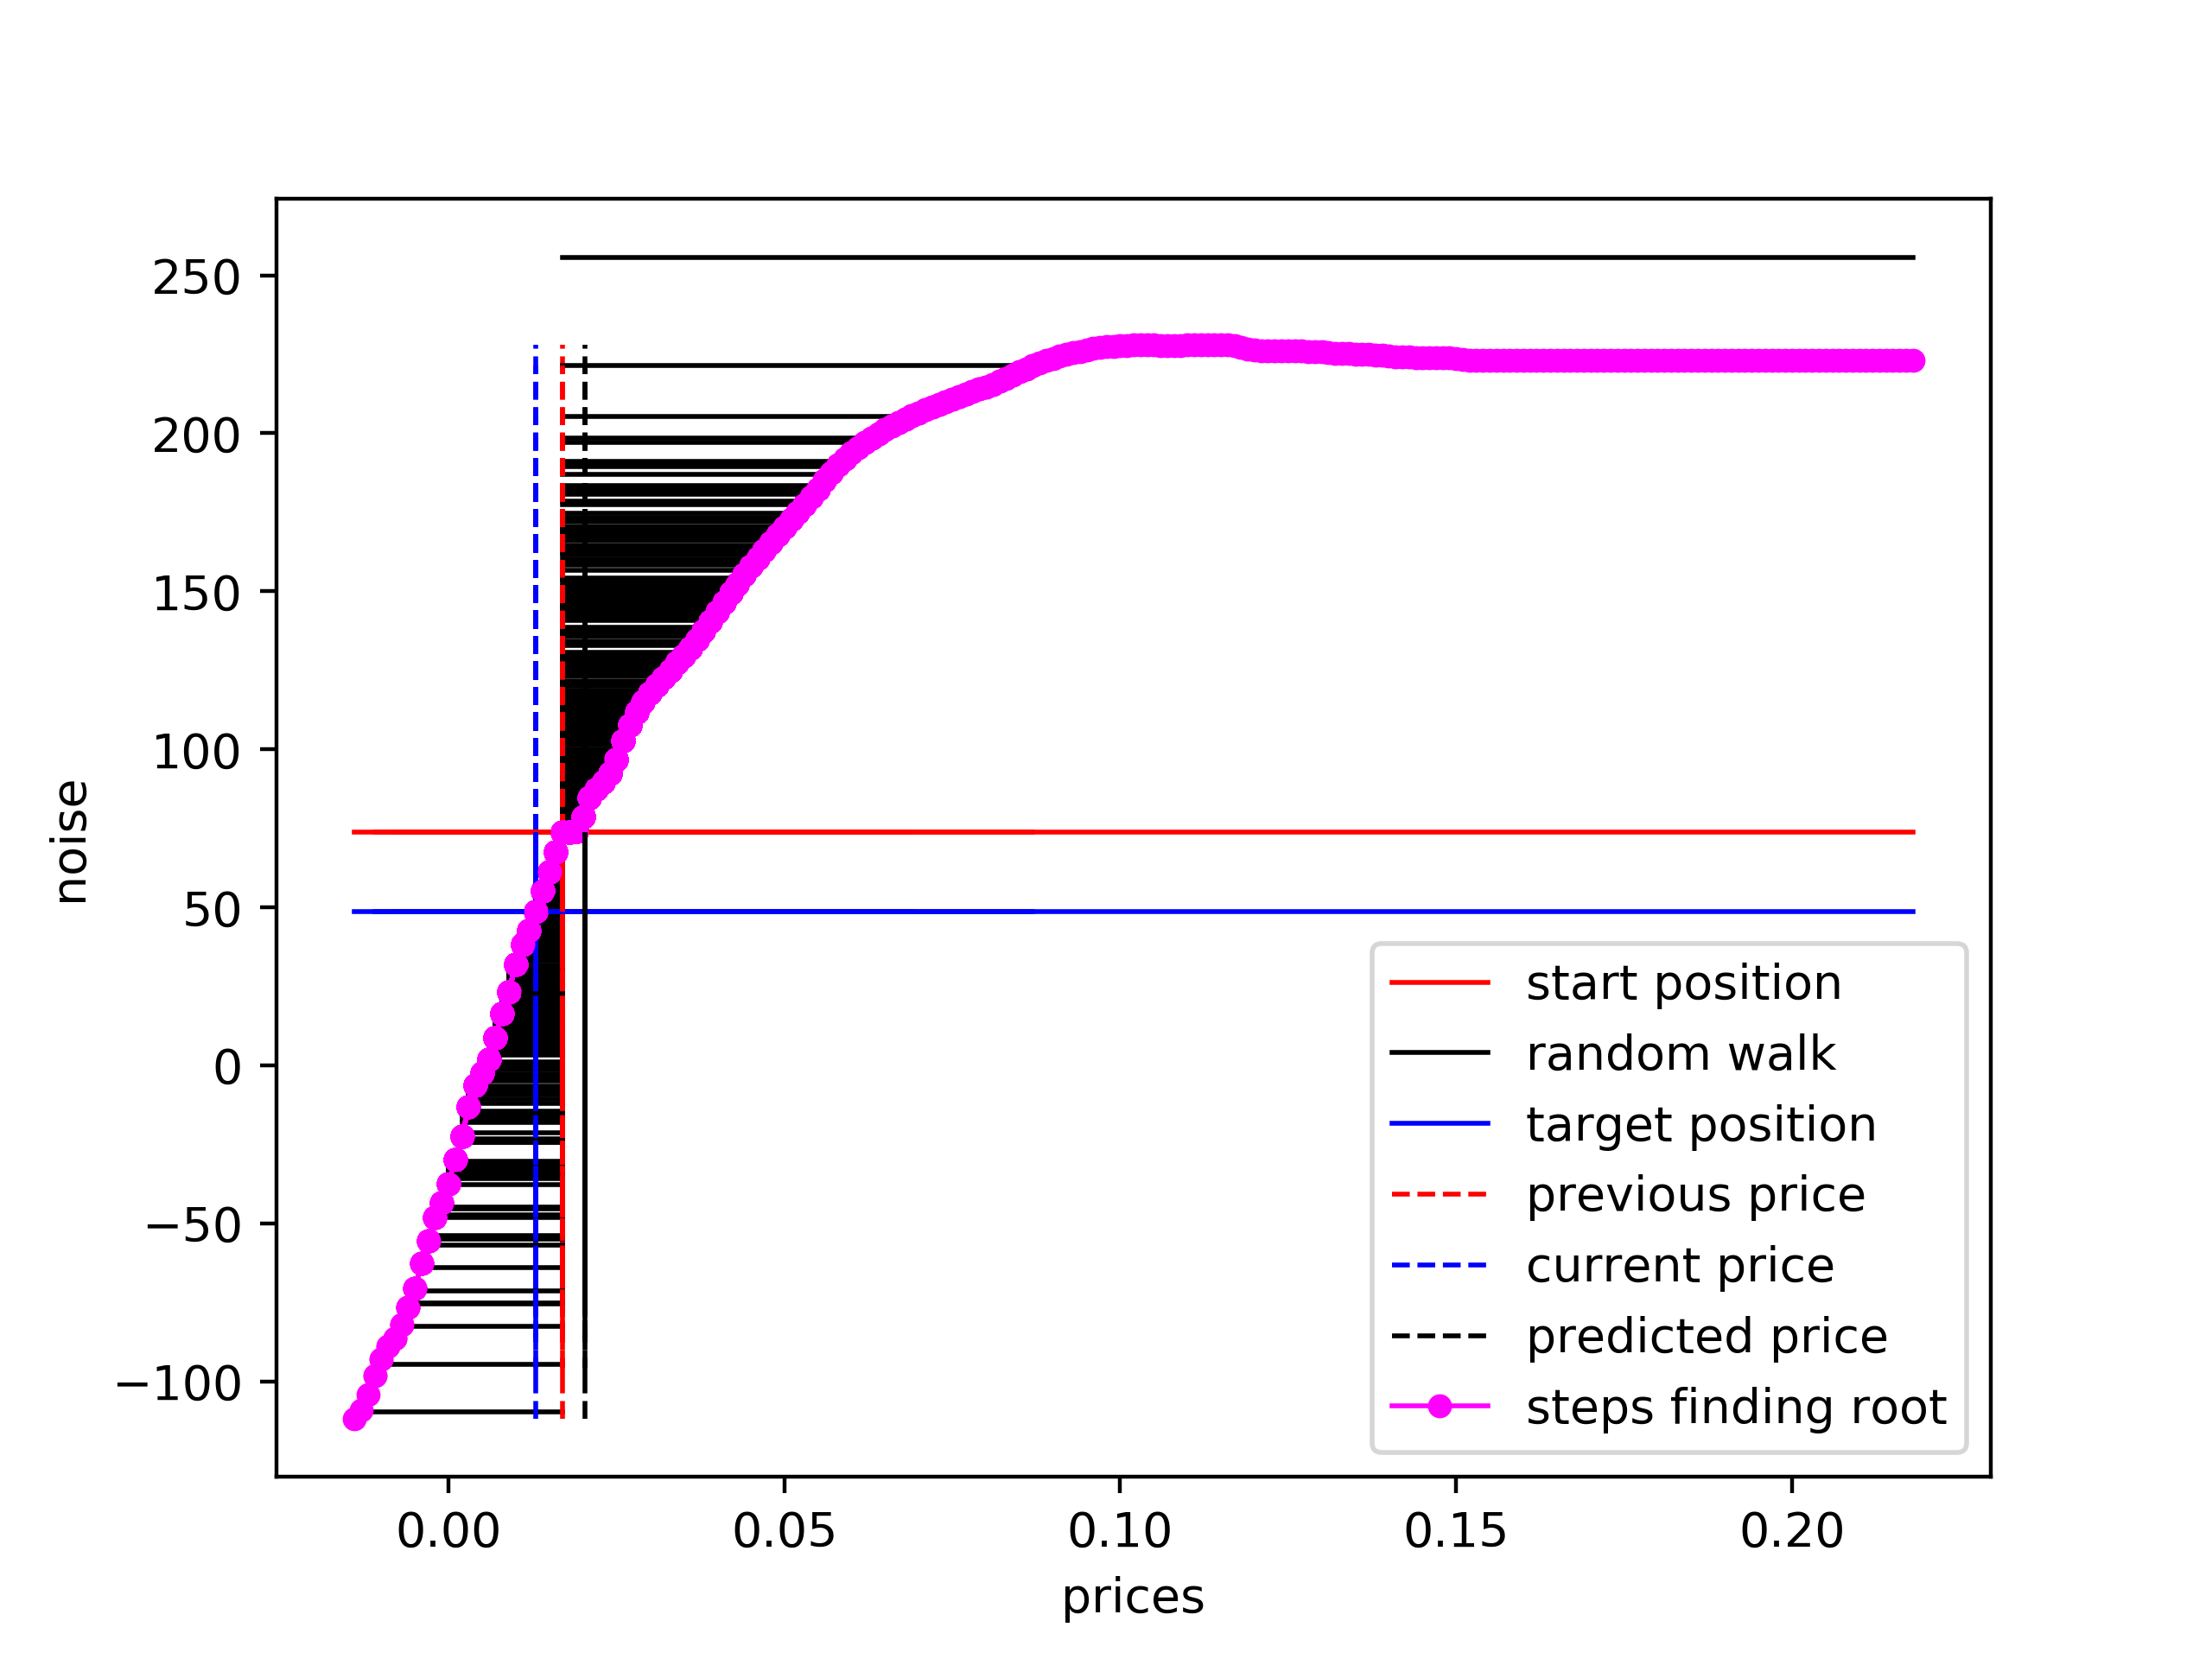 250
200
150
100
50
0
−50
−100
noise
0.00 0.05 0.10 0.15 0.20
prices
start position
random walk
target position
previous price
current price
predicted price
steps finding root